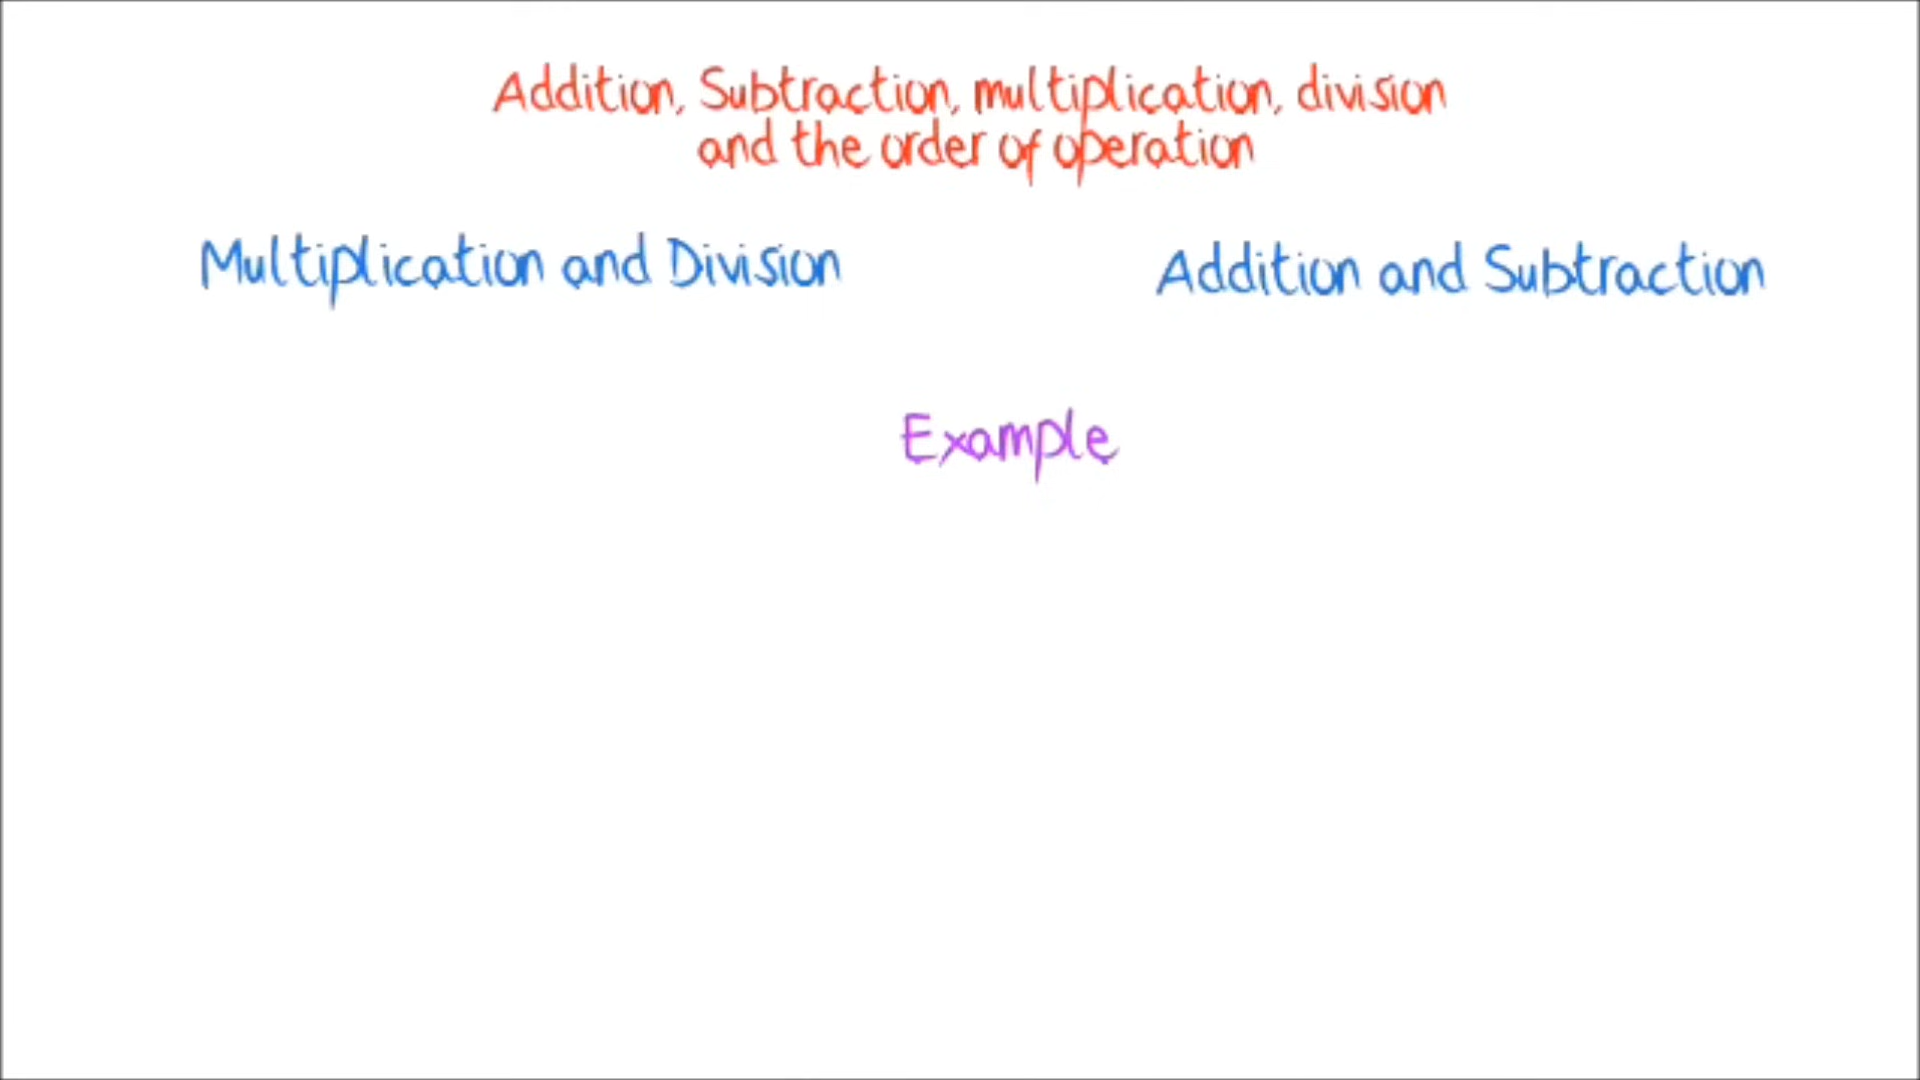 Addition, Subtraction, multiplication, division
and the order of operation
Multiplication and Division
Addition and Subtraction
Example